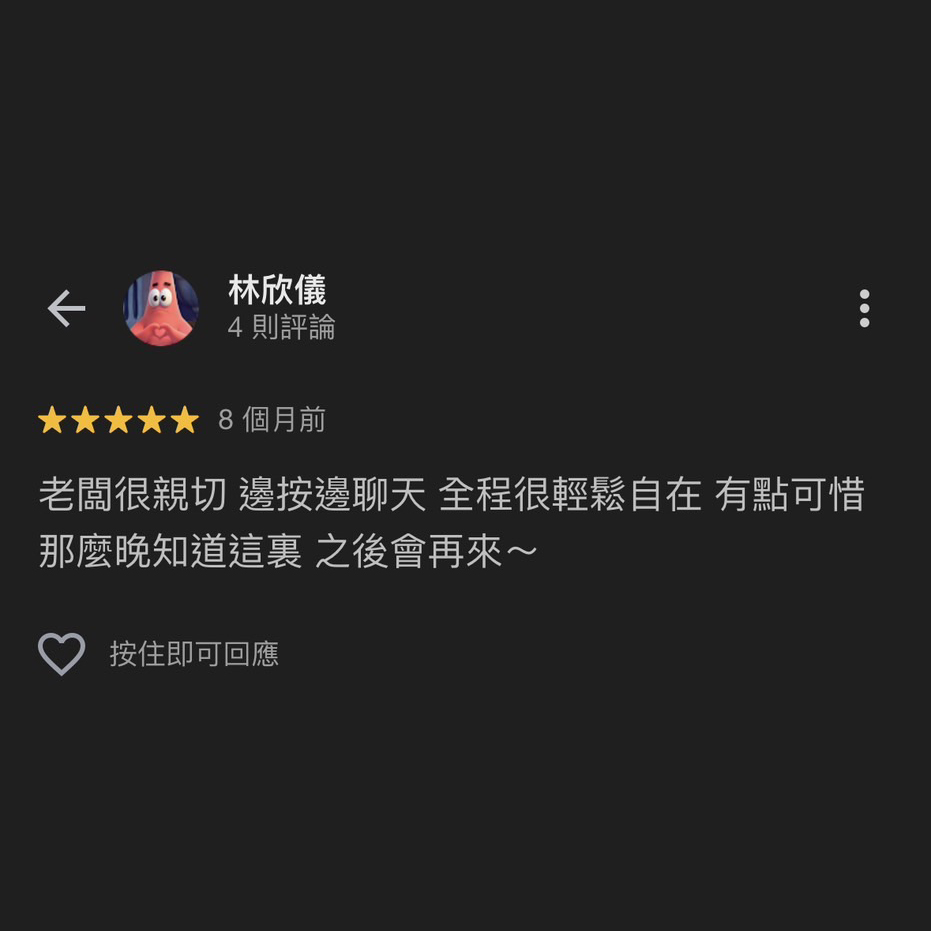 林欣儀
4 則評論
8 個月前
老闆很親切 邊按邊聊天 全程很輕鬆自在 有點可惜
那麼晚知道這裏 之後會再來～
按住即可回應